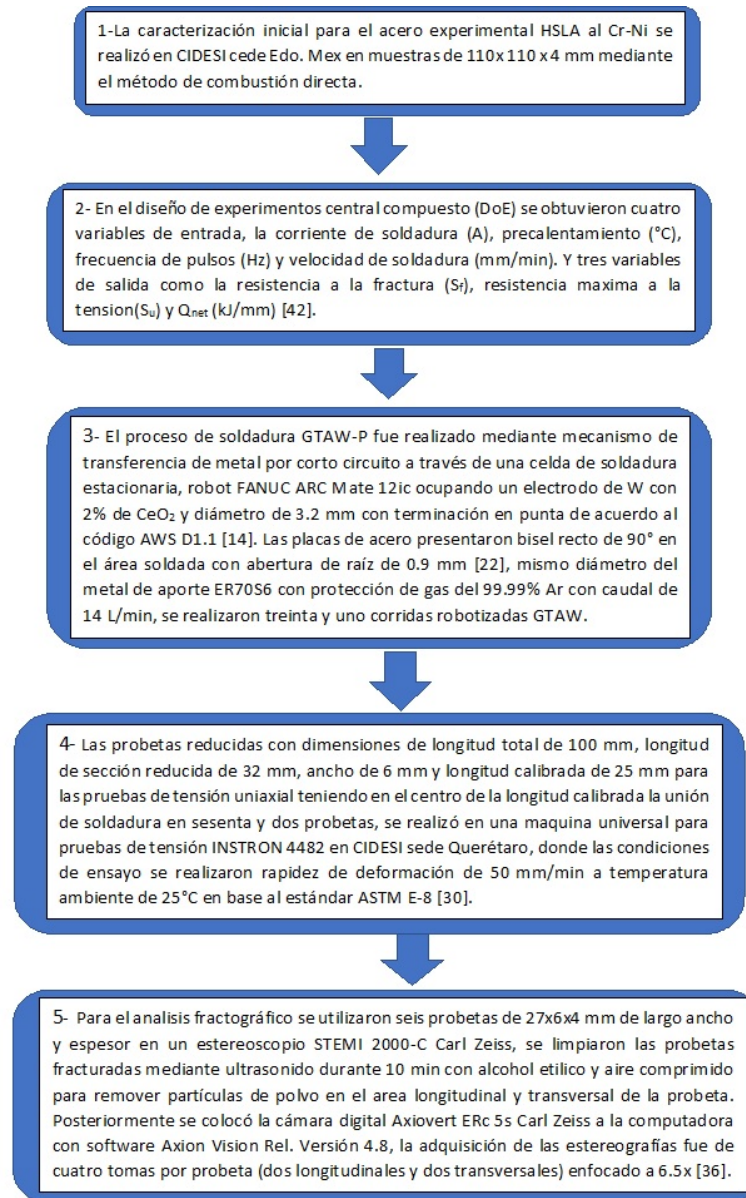 1-La caracterización inicial para el acero experimental HSLA al Cr-Ni se
realizó en CIDESI cede Edo. Mex en muestras de 110x 110 x 4 mm mediante
el método de combustión directa.
2- En el diseño de experimentos central compuesto (DoE) se obtuvieron cuatro
variables de entrada, la corriente de soldadura (A), precalentamiento (°C),
frecuencia de pulsos (Hz) y velocidad de soldadura (mm/min). Y tres variables
de salida como la resistencia a la fractura (Sf), resistencia maxima a la
tension(Su) y Qnet (kJ/mm) [42].
3- El proceso de soldadura GTAW-P fue realizado mediante mecanismo de
transferencia de metal por corto circuito a través de una celda de soldadura
estacionaria, robot FANUC ARC Mate 12ic ocupando un electrodo de W con
2% de CeO₂ y diámetro de 3.2 mm con terminación en punta de acuerdo al
código AWS D1.1 [14]. Las placas de acero presentaron bisel recto de 90° en
el área soldada con abertura de raíz de 0.9 mm [22], mismo diámetro del
metal de aporte ER70S6 con protección de gas del 99.99% Ar con caudal de
14 L/min, se realizaron treinta y uno corridas robotizadas GTAW.
4- Las probetas reducidas con dimensiones de longitud total de 100 mm, longitud
de sección reducida de 32 mm, ancho de 6 mm y longitud calibrada de 25 mm para
las pruebas de tensión uniaxial teniendo en el centro de la longitud calibrada la unión
de soldadura en sesenta y dos probetas, se realizó en una maquina universal para
pruebas de tensión INSTRON 4482 en CIDESI sede Querétaro, donde las condiciones
de ensayo se realizaron rapidez de deformación de 50 mm/min a temperatura
ambiente de 25°C en base al estándar ASTM E-8 [30].
5- Para el analisis fractográfico se utilizaron seis probetas de 27x6x4 mm de largo ancho
y espesor en un estereoscopio STEMI 2000-C Carl Zeiss, se limpiaron las probetas
fracturadas mediante ultrasonido durante 10 min con alcohol etilico y aire comprimido
para remover partículas de polvo en el area longitudinal y transversal de la probeta.
Posteriormente se colocó la cámara digital Axiovert ERc 5s Carl Zeiss a la computadora
con software Axion Vision Rel. Versión 4.8, la adquisición de las estereografías fue de
cuatro tomas por probeta (dos longitudinales y dos transversales) enfocado a 6.5x [36].